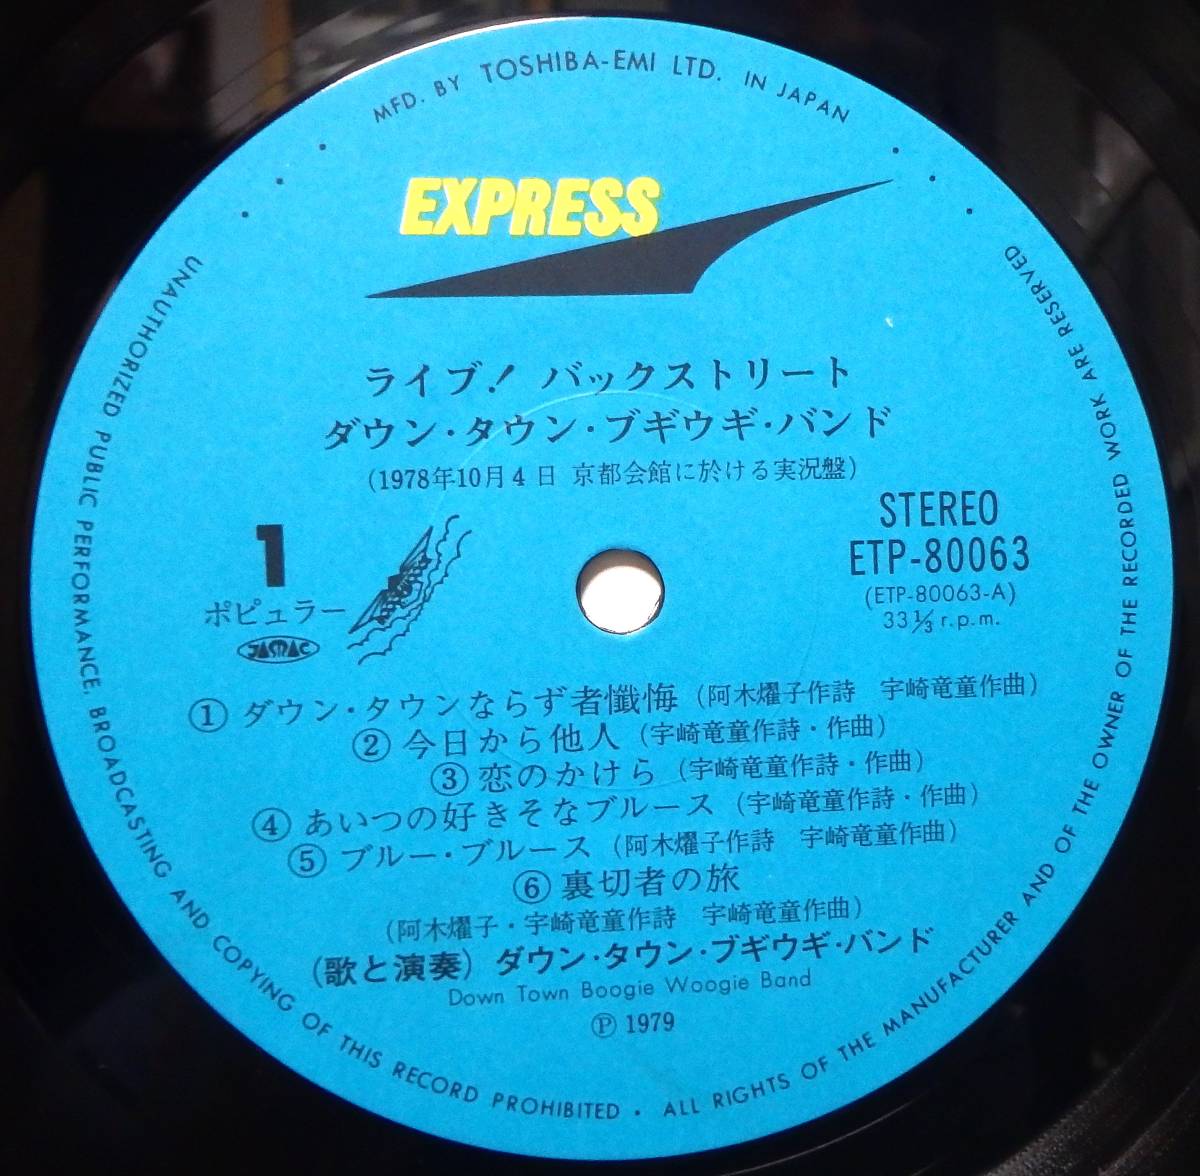 MFD. BY TOSHIBA-EMI LTD. IN JAPAN
EXPRESS
ライブ! バックストリート
ダウン・タウン・ブギウギ・バンド
(1978年10月4日 京都会館に於ける実況盤)
1
ポピュラー
JASRAC
STEREO
ETP-80063
(ETP-80063-A)
33 1/3 r.p.m.
① ダウン・タウンならず者懺悔 (阿木燿子作詩 宇崎竜童作曲)
② 今日から他人 (宇崎竜童作詩・作曲)
③ 恋のかけら (宇崎竜童作詩・作曲)
④ あいつの好きそなブルース (宇崎竜童作詩・作曲)
⑤ ブルー・ブルース (阿木燿子作詩 宇崎竜童作曲)
⑥ 裏切者の旅
(阿木燿子・宇崎竜童作詩 宇崎竜童作曲)
(歌と演奏) ダウン・タウン・ブギウギ・バンド
Down Town Boogie Woogie Band
Ⓟ 1979
UNAUTHORIZED PUBLIC PERFORMANCE. BROADCASTING AND COPYING OF THIS RECORD PROHIBITED · ALL RIGHTS OF THE MANUFACTURER AND OF THE OWNER OF THE RECORDED WORK ARE RESERVED